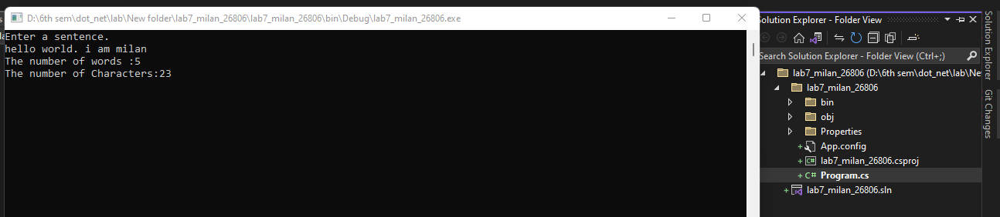 D:\6th sem\dot_net\lab\New folder\lab7_milan_26806\lab7_milan_26806\bin\Debug\lab7_milan_26806.exe
Enter a sentence.
hello world. i am milan
The number of words :5
The number of Characters:23
Solution Explorer - Folder View
Search Solution Explorer - Folder View (Ctrl+;)
lab7_milan_26806 (D:\6th sem\dot_net\lab\Ne
lab7_milan_26806
bin
obj
Properties
App.config
lab7_milan_26806.csproj
Program.cs
lab7_milan_26806.sln
Solution Explorer
Git Changes